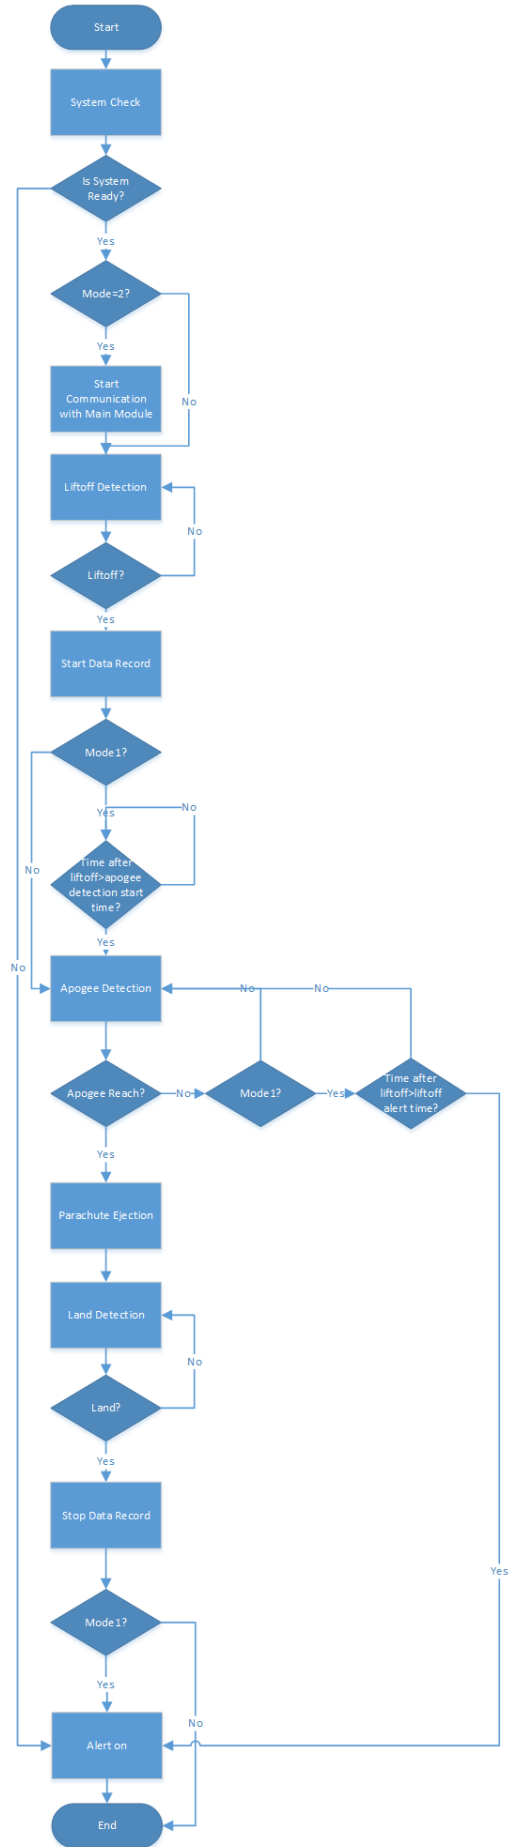 Start
System Check
Is System
Ready?
Yes
Mode=2?
Yes
Start
Communication
with Main Module
No
Liftoff Detection
No
Liftoff?
Yes
Start Data Record
Mode1?
Yes
No
Time after
liftoff>apogee
detection start
time?
No
Yes
No
Apogee Detection
No
No
Apogee Reach?
No
Mode1?
Yes
Time after
liftoff>liftoff
alert time?
Yes
Parachute Ejection
Land Detection
No
Land?
Yes
Stop Data Record
Yes
Mode1?
Yes
No
Alert on
End